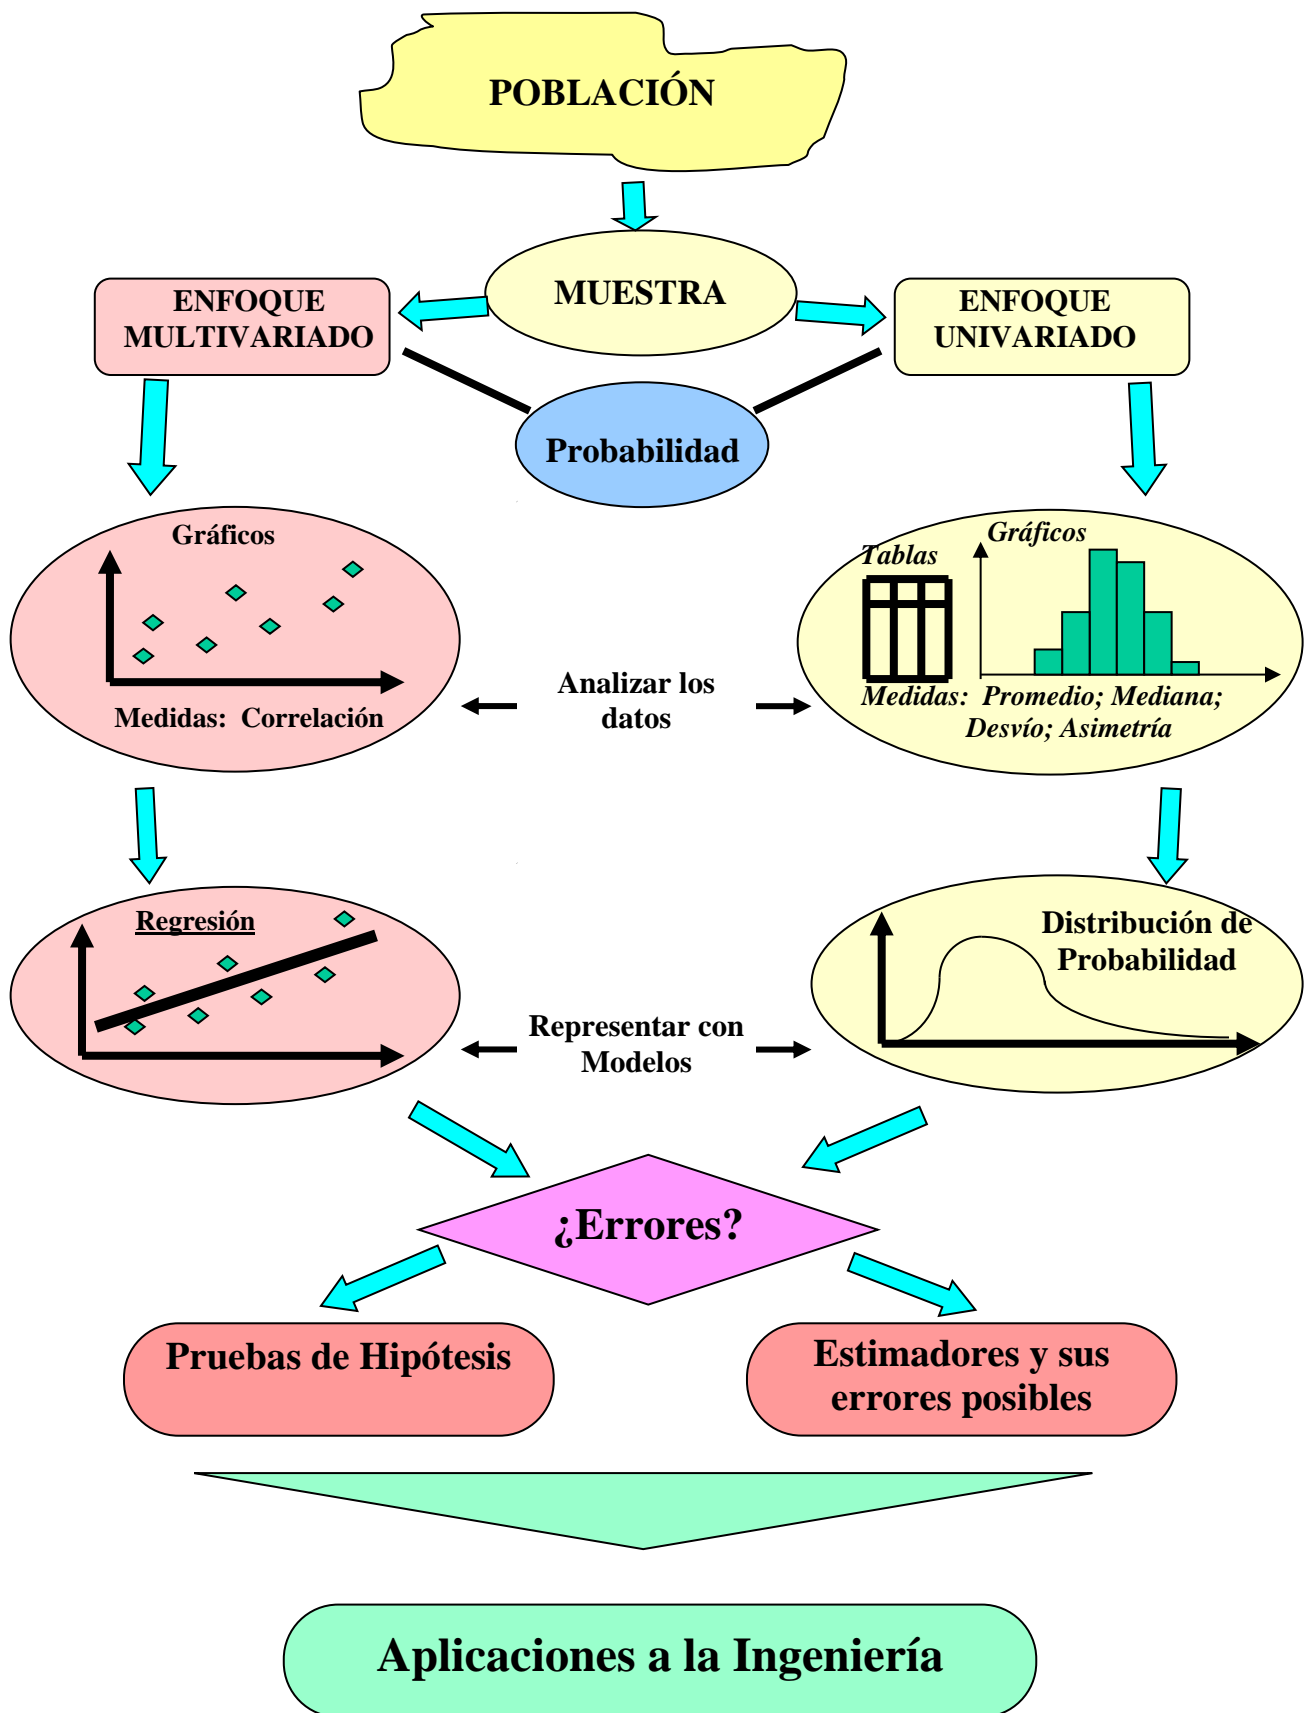 POBLACIÓN
MUESTRA
ENFOQUE
MULTIVARIADO
ENFOQUE
UNIVARIADO
Probabilidad
Gráficos
Medidas: Correlación
Tablas
Gráficos
Medidas: Promedio; Mediana;
Desvío; Asimetría
Analizar los
datos
Regresión
Distribución de
Probabilidad
Representar con
Modelos
¿Errores?
Pruebas de Hipótesis
Estimadores y sus
errores posibles
Aplicaciones a la Ingeniería